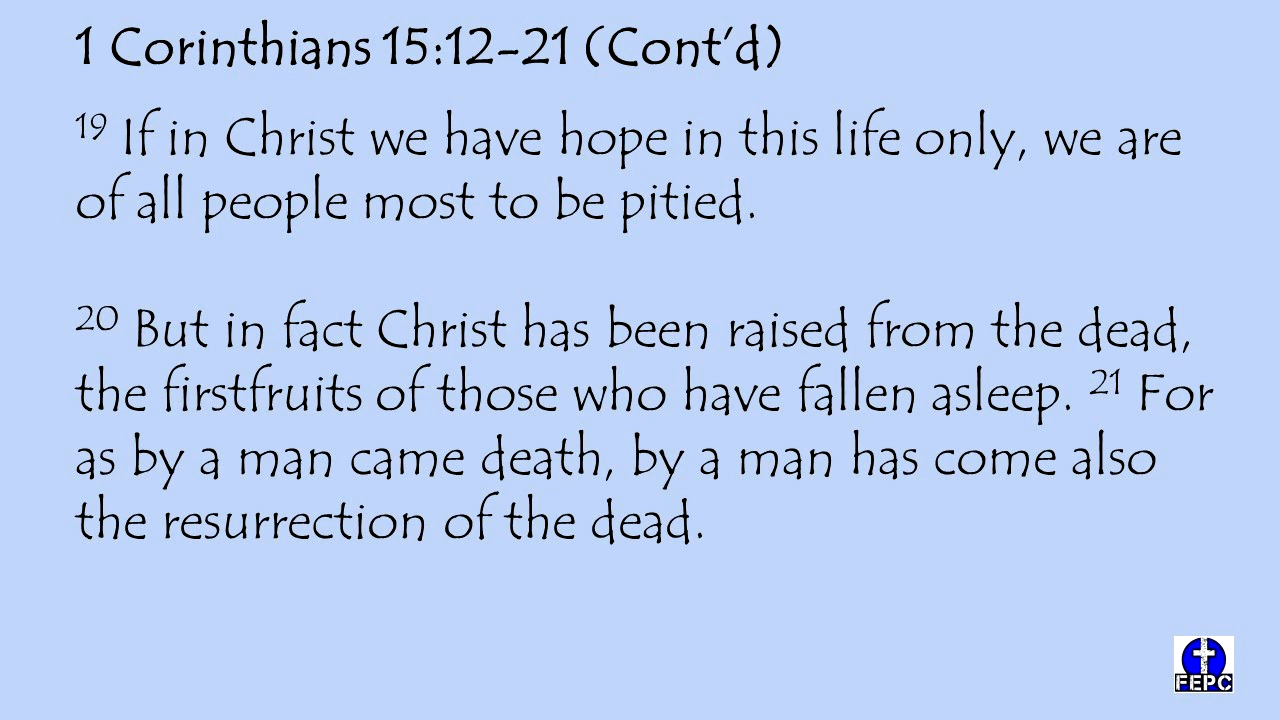 1 Corinthians 15:12-21 (Cont’d)
19 If in Christ we have hope in this life only, we are
of all people most to be pitied.
20 But in fact Christ has been raised from the dead,
the firstfruits of those who have fallen asleep. 21 For
as by a man came death, by a man has come also
the resurrection of the dead.
FEPC